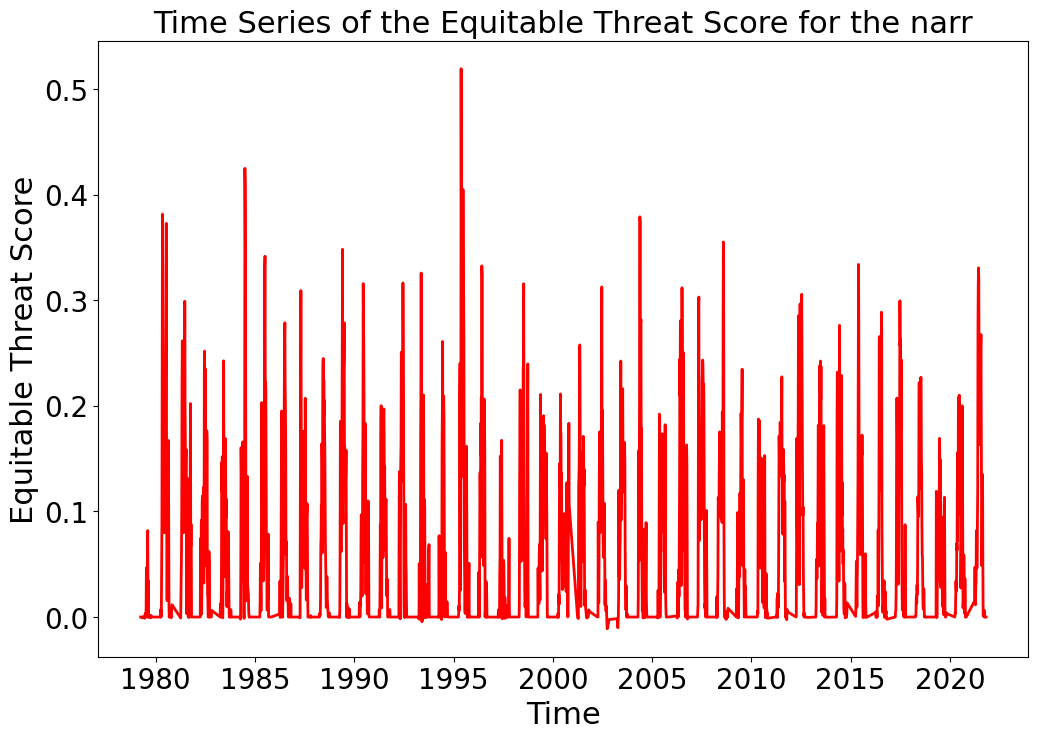 Time Series of the Equitable Threat Score for the narr
Equitable Threat Score
0.5
0.4
0.3
0.2
0.1
0.0
1980 1985 1990 1995 2000 2005 2010 2015 2020
Time